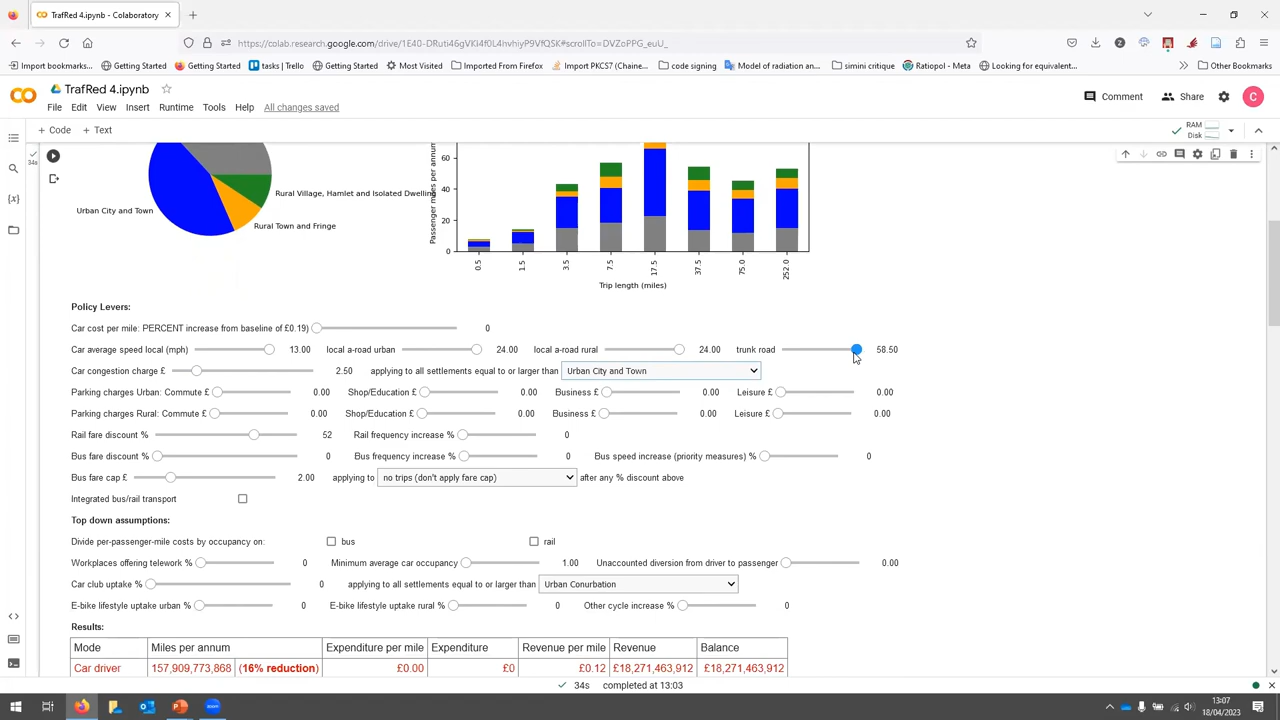 TrafRed 4.ipynb - Colaboratory
Import bookmarks... Getting Started Getting Started tasks | Trello Getting Started Most Visited Imported From Firefox Import PKCS7 (Chaine... code signing Model of radiation an... simini critique Ratiopol - Meta Looking for equivalent... Other Bookmarks
TrafRed 4.ipynb
File Edit View Insert Runtime Tools Help All changes saved
Comment Share C
+ Code + Text
RAM
Disk
34s
60
40
20
0
Passenger miles per annum
Rural Village, Hamlet and Isolated Dwelling
Urban City and Town
Rural Town and Fringe
0.5 1.5 3.5 7.5 17.5 37.5 75.0 252.0
Trip length (miles)
Policy Levers:
Car cost per mile: PERCENT increase from baseline of £0.19) 0
Car average speed local (mph) 13.00 local a-road urban 24.00 local a-road rural 24.00 trunk road 58.50
Car congestion charge £ 2.50 applying to all settlements equal to or larger than Urban City and Town
Parking charges Urban: Commute £ 0.00 Shop/Education £ 0.00 Business £ 0.00 Leisure £ 0.00
Parking charges Rural: Commute £ 0.00 Shop/Education £ 0.00 Business £ 0.00 Leisure £ 0.00
Rail fare discount % 52 Rail frequency increase % 0
Bus fare discount % 0 Bus frequency increase % 0 Bus speed increase (priority measures) % 0
Bus fare cap £ 2.00 applying to no trips (don't apply fare cap) after any % discount above
Integrated bus/rail transport
Top down assumptions:
Divide per-passenger-mile costs by occupancy on: bus rail
Workplaces offering telework % 0 Minimum average car occupancy 1.00 Unaccounted diversion from driver to passenger 0.00
Car club uptake % 0 applying to all settlements equal to or larger than Urban Conurbation
E-bike lifestyle uptake urban % 0 E-bike lifestyle uptake rural % 0 Other cycle increase % 0
Results:
Mode Miles per annum Expenditure per mile Expenditure Revenue per mile Revenue Balance
Car driver 157,909,773,868 (16% reduction) £0.00 £0 £0.12 £18,271,463,912 £18,271,463,912
34s completed at 13:03
13:07
18/04/2023